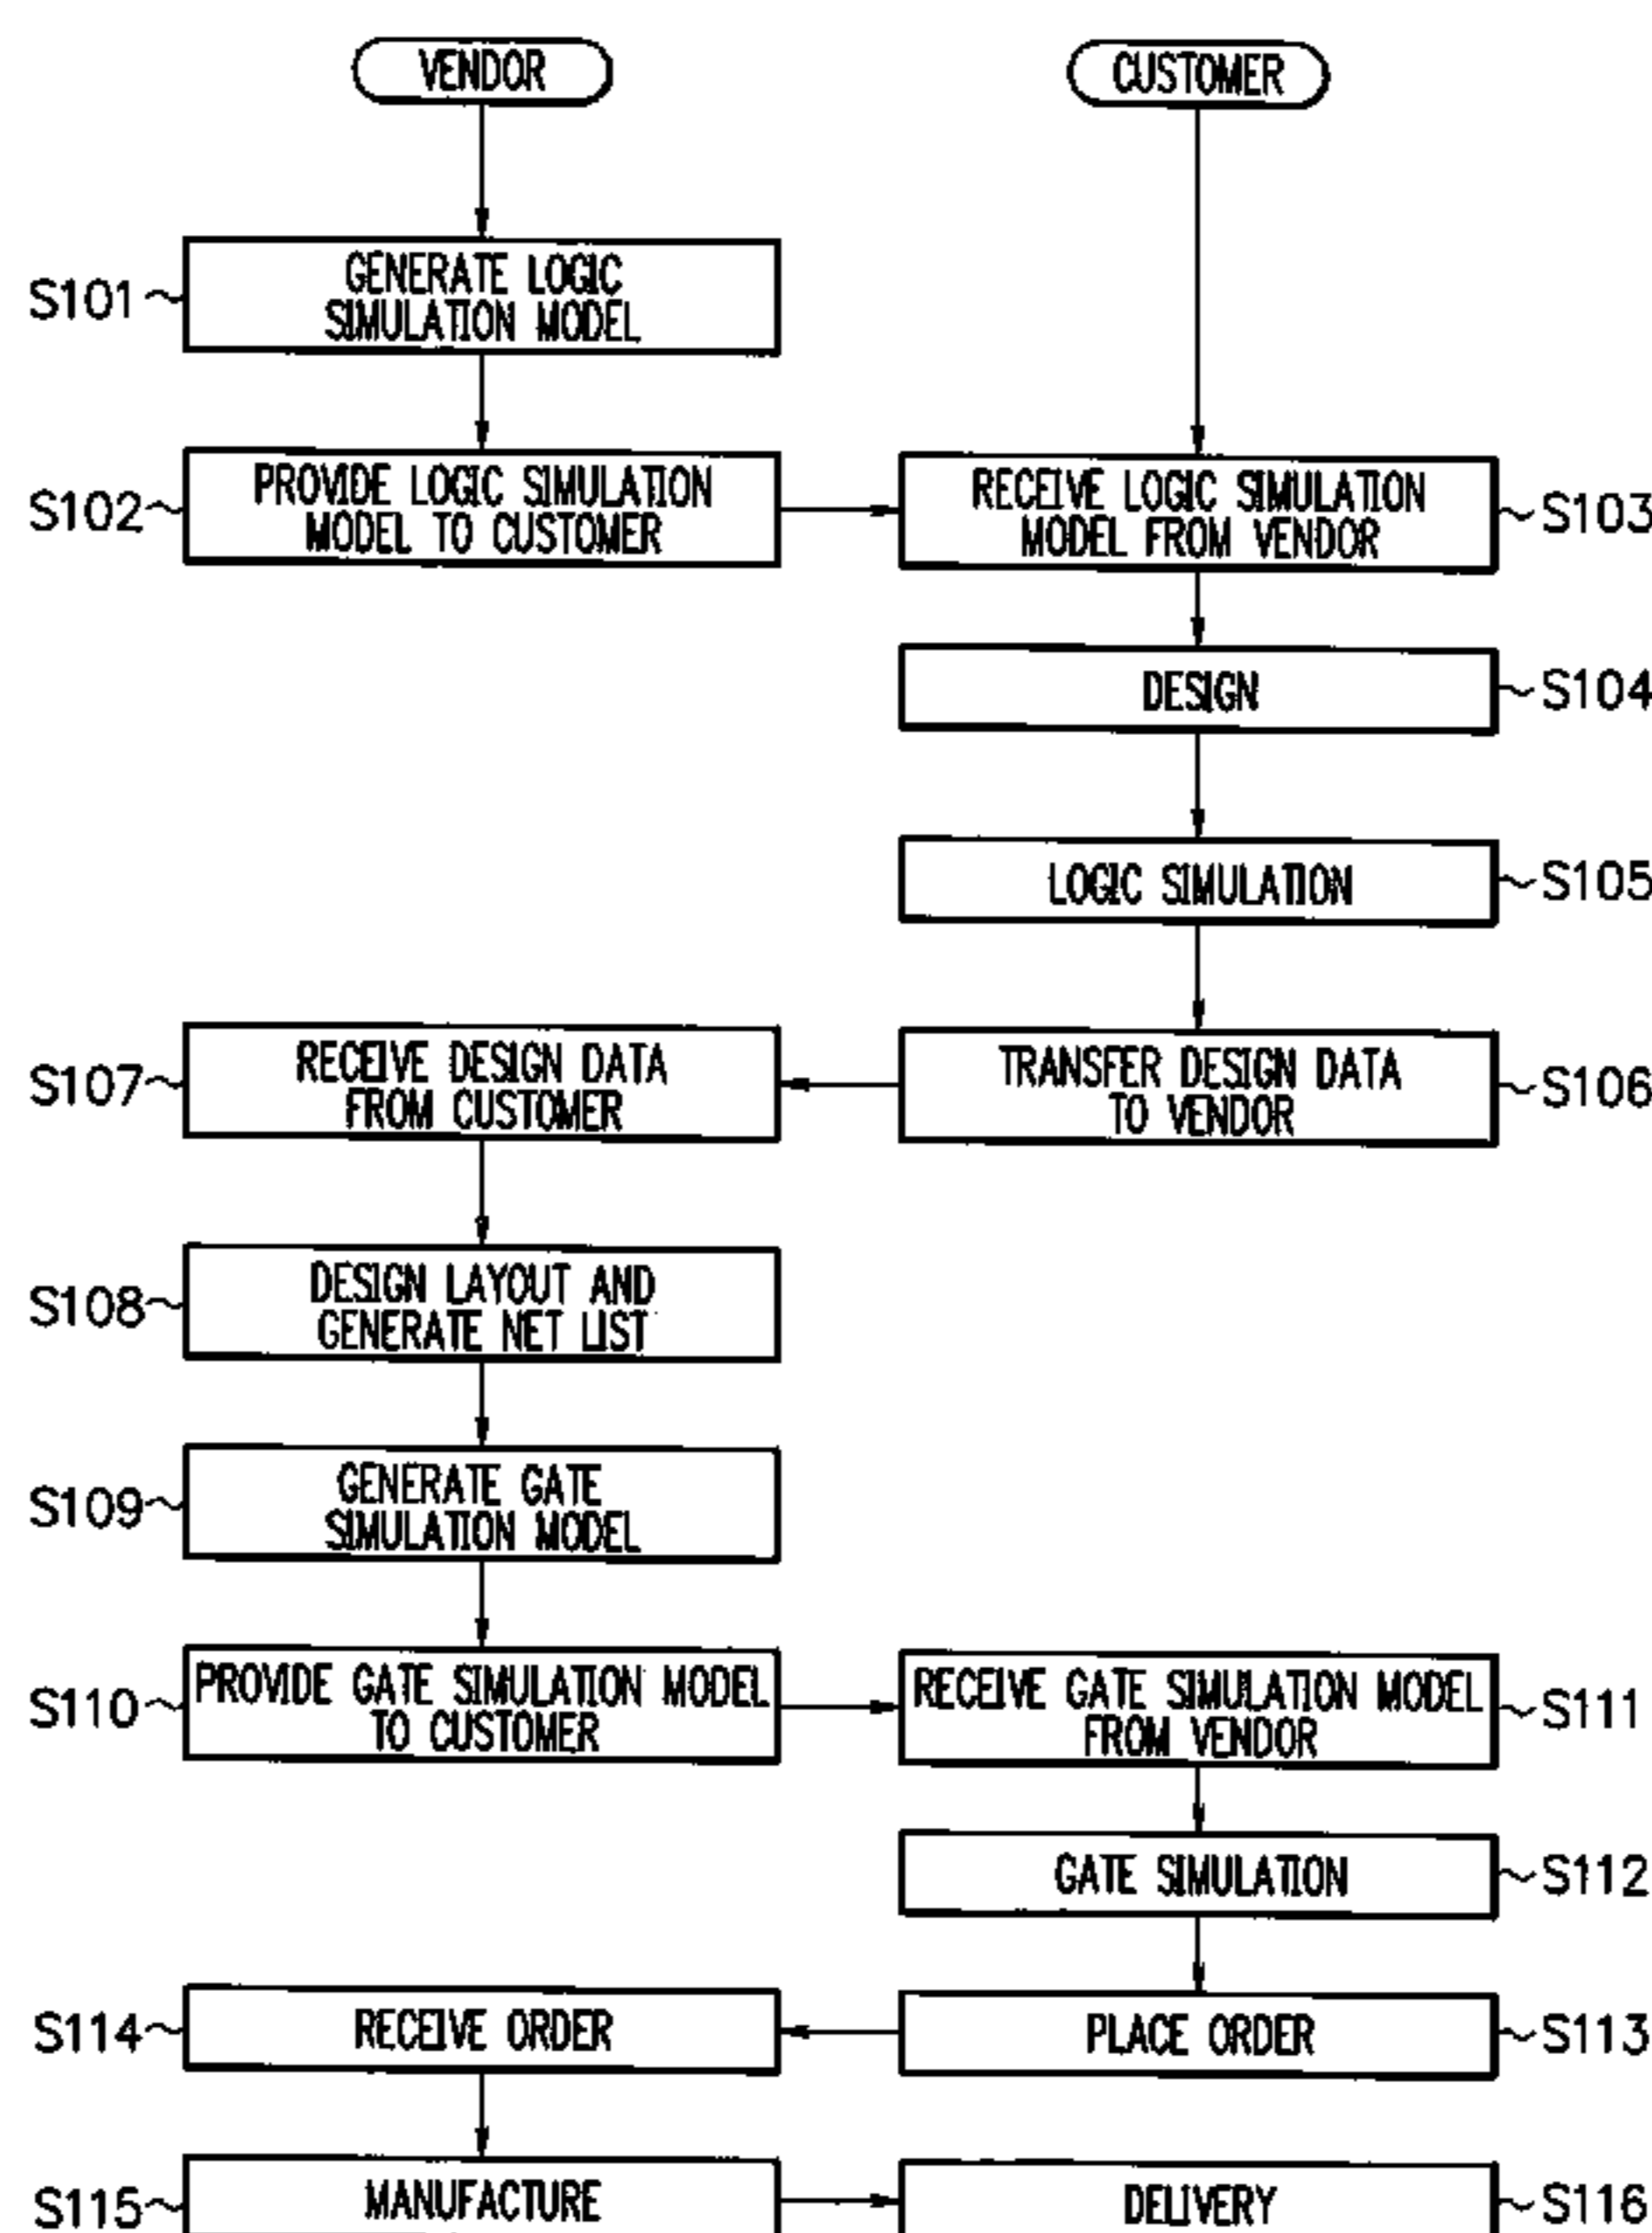 VENDOR
CUSTOMER
S101
GENERATE LOGIC
SIMULATION MODEL
S102
PROVIDE LOGIC SIMULATION
MODEL TO CUSTOMER
RECEIVE LOGIC SIMULATION
MODEL FROM VENDOR
S103
DESIGN
S104
LOGIC SIMULATION
S105
S107
RECEIVE DESIGN DATA
FROM CUSTOMER
TRANSFER DESIGN DATA
TO VENDOR
S106
S108
DESIGN LAYOUT AND
GENERATE NET LIST
S109
GENERATE GATE
SIMULATION MODEL
S110
PROVIDE GATE SIMULATION MODEL
TO CUSTOMER
RECEIVE GATE SIMULATION MODEL
FROM VENDOR
S111
GATE SIMULATION
S112
S114
RECEIVE ORDER
PLACE ORDER
S113
S115
MANUFACTURE
DELIVERY
S116